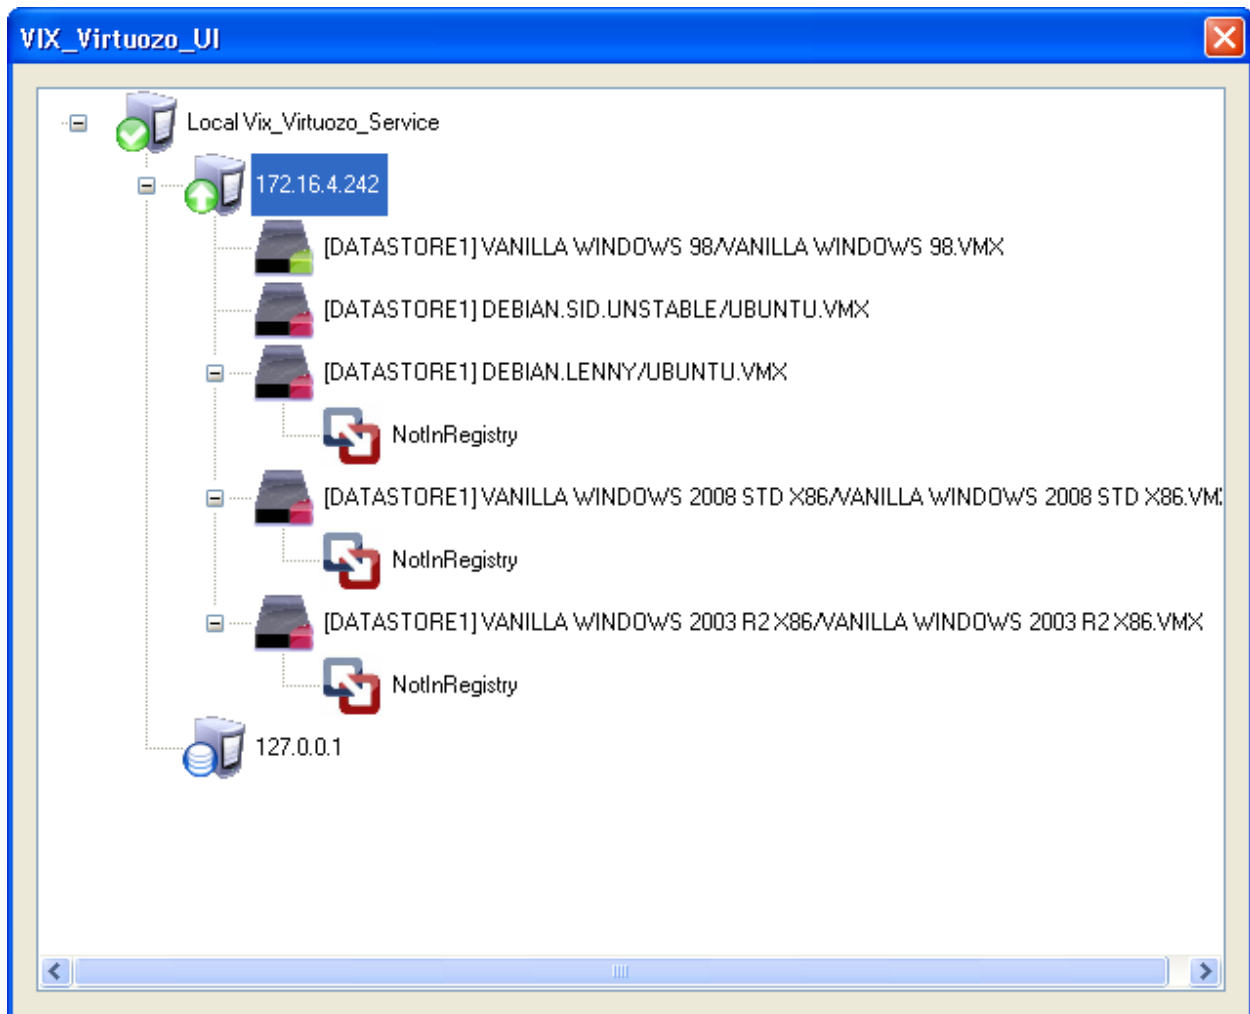 VIX_Virtuozo_UI
Local Vix_Virtuozo_Service
172.16.4.242
[DATASTORE1] VANILLA WINDOWS 98/VANILLA WINDOWS 98.VMX
[DATASTORE1] DEBIAN.SID.UNSTABLE/UBUNTU.VMX
[DATASTORE1] DEBIAN.LENNY/UBUNTU.VMX
NotInRegistry
[DATASTORE1] VANILLA WINDOWS 2008 STD X86/VANILLA WINDOWS 2008 STD X86.VM
NotInRegistry
[DATASTORE1] VANILLA WINDOWS 2003 R2 X86/VANILLA WINDOWS 2003 R2 X86.VMX
NotInRegistry
127.0.0.1